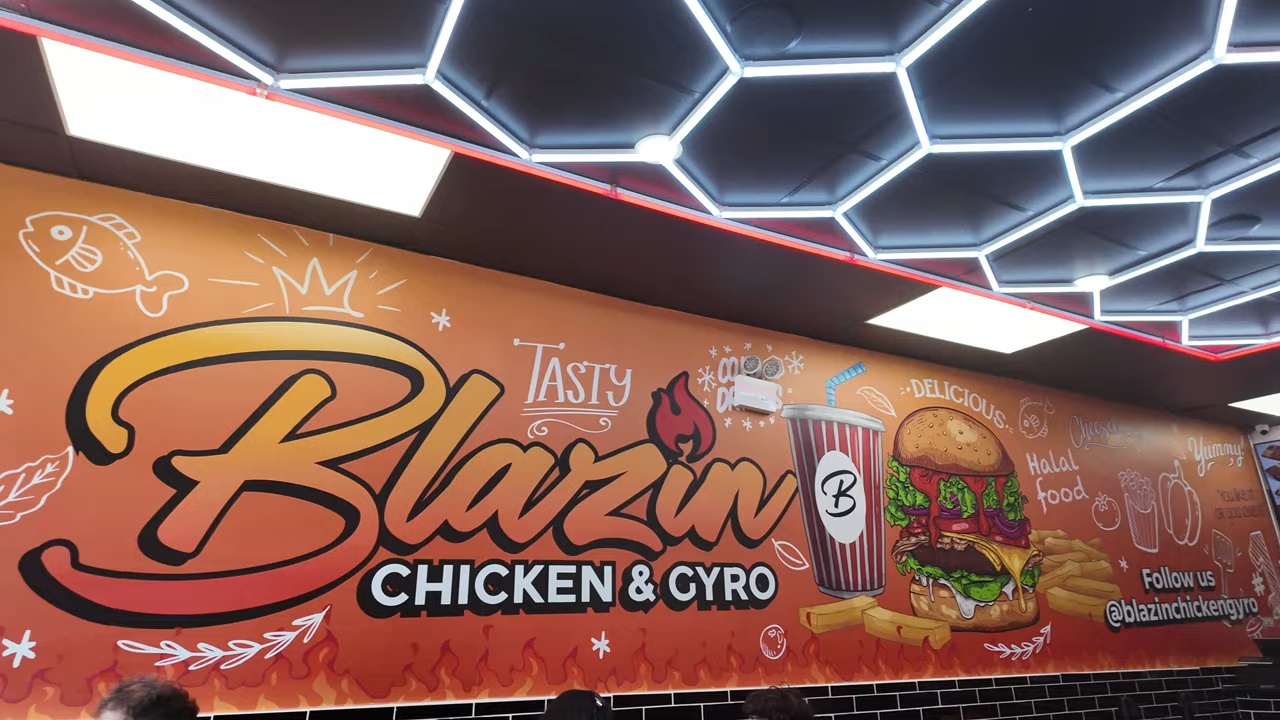 Blazin
CHICKEN & GYRO
TASTY
B
DELICIOUS
Halal
food
Yummy!
Follow us
@blazinchickengyro